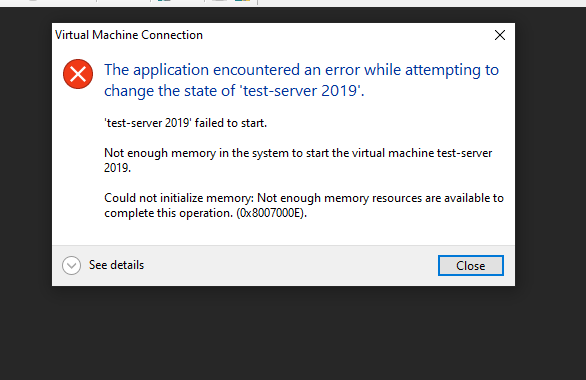 Virtual Machine Connection
The application encountered an error while attempting to
change the state of 'test-server 2019'.
'test-server 2019' failed to start.
Not enough memory in the system to start the virtual machine test-server
2019.
Could not initialize memory: Not enough memory resources are available to
complete this operation. (0x8007000E).
See details
Close